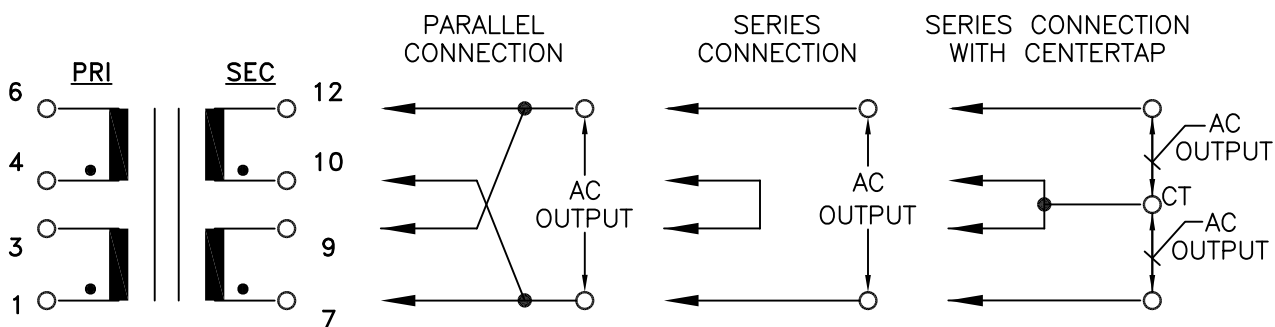 PRI
SEC
6
4
3
1
12
10
9
7
PARALLEL
CONNECTION
AC
OUTPUT
SERIES
CONNECTION
AC
OUTPUT
SERIES CONNECTION
WITH CENTERTAP
AC
OUTPUT
CT
AC
OUTPUT